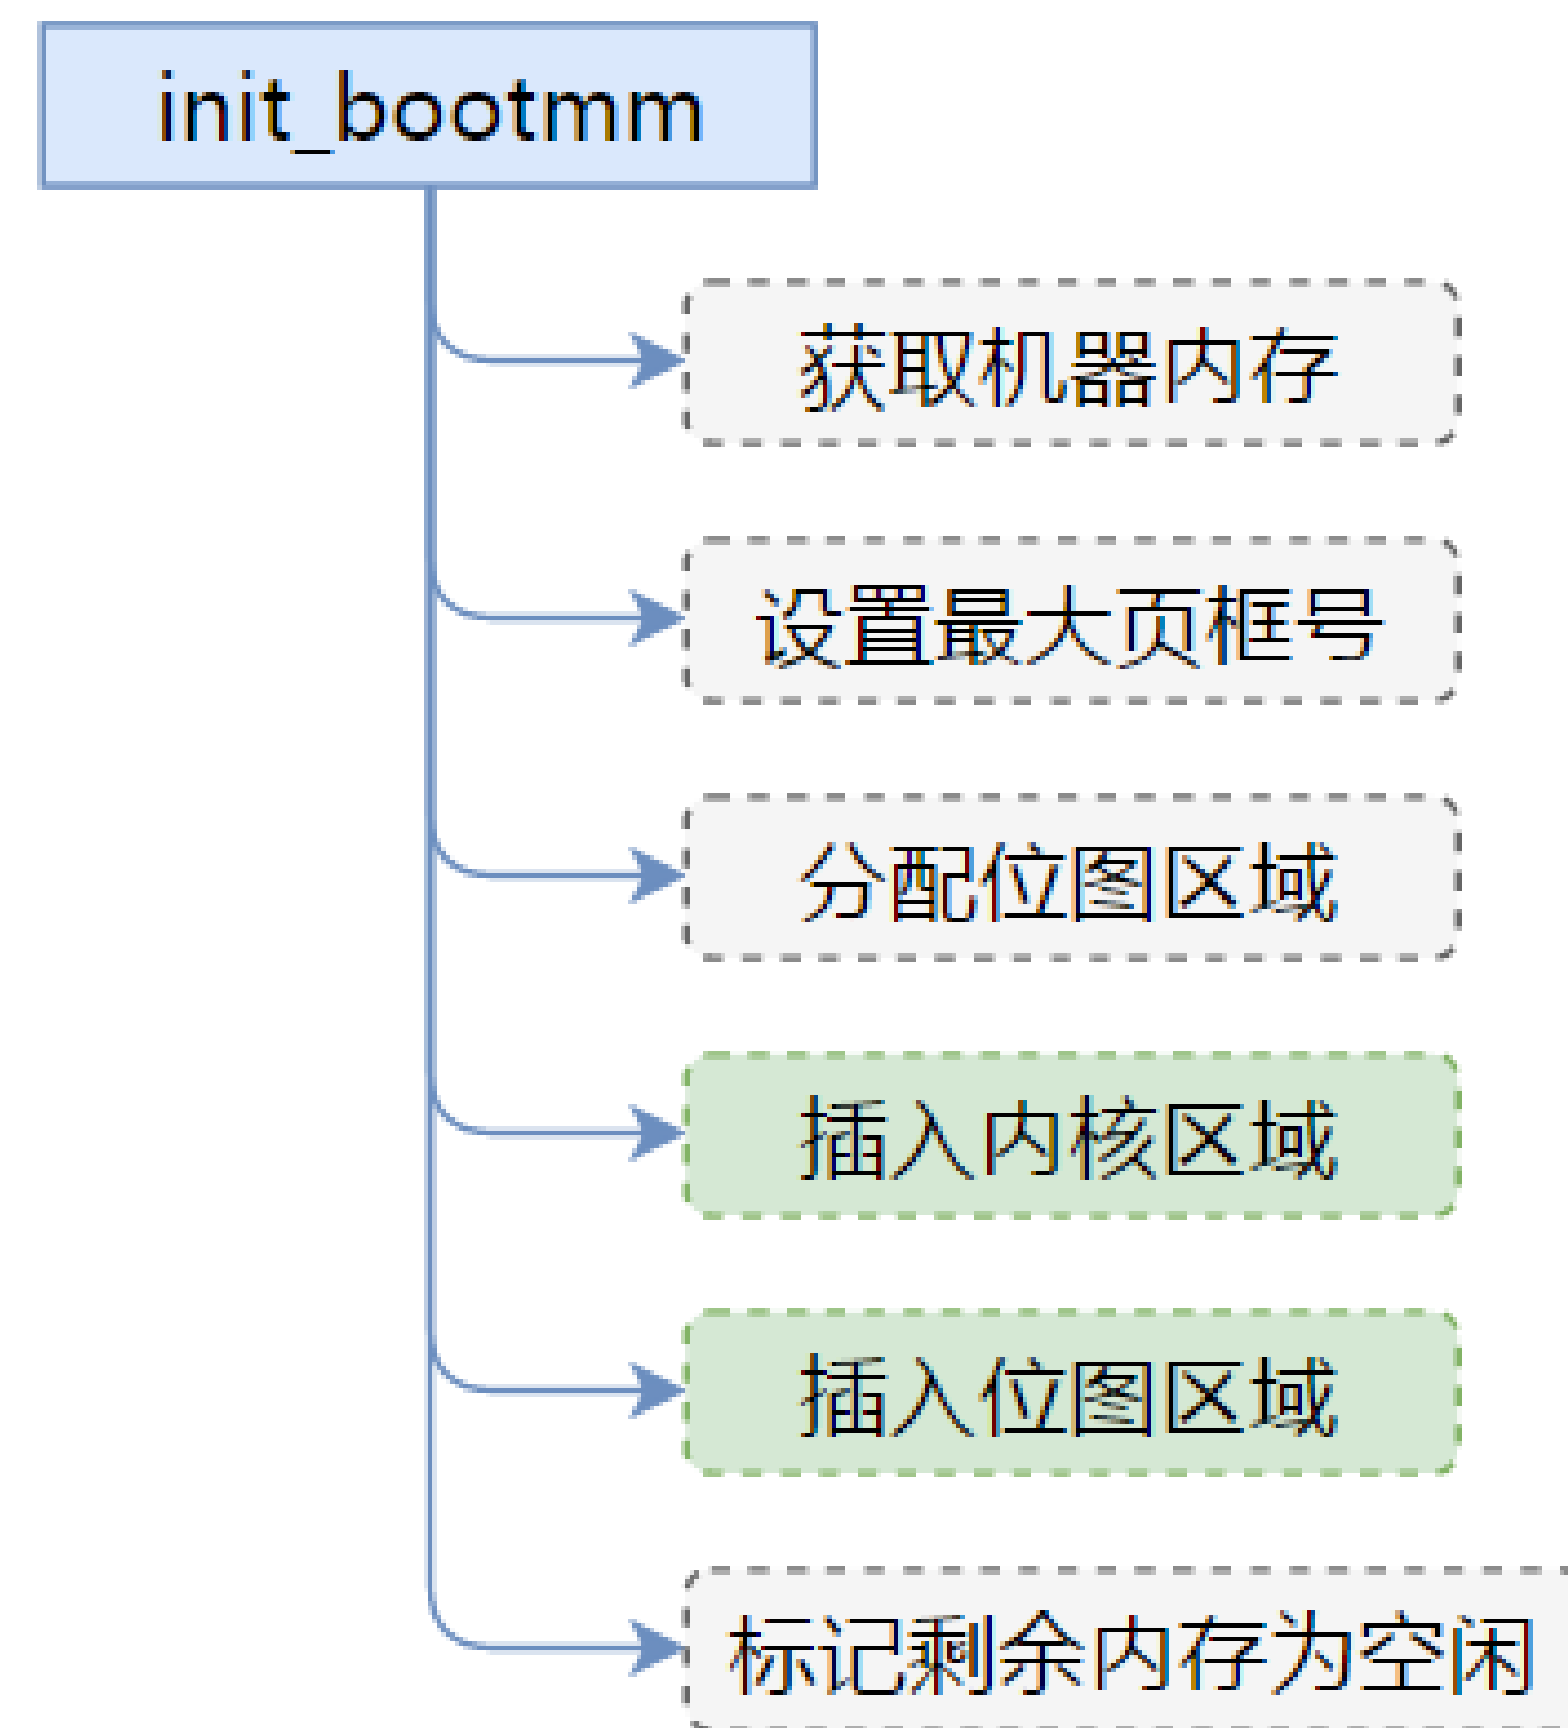 init_bootmm
获取机器内存
设置最大页框号
分配位图区域
插入内核区域
插入位图区域
标记剩余内存为空闲